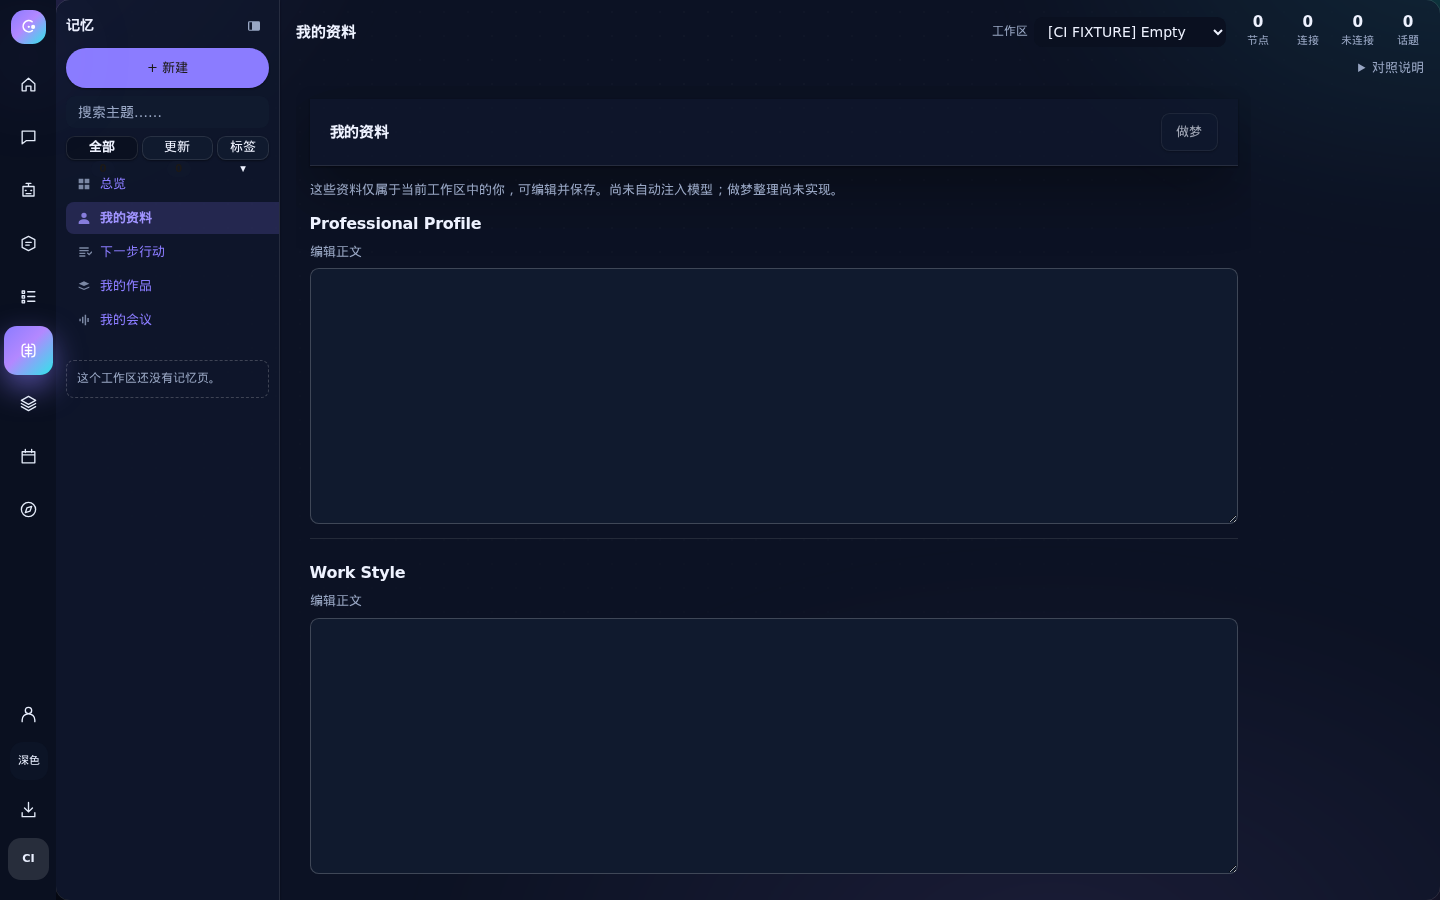 记忆
+ 新建
搜索主题......
全部 更新 标签
▼
总览
我的资料
下一步行动
我的作品
我的会议
这个工作区还没有记忆页。
深色
CI
我的资料
工作区 [CI FIXTURE] Empty
0 节点
0 连接
0 未连接
0 话题
▶ 对照说明
我的资料
做梦
这些资料仅属于当前工作区中的你，可编辑并保存。尚未自动注入模型；做梦整理尚未实现。
Professional Profile
编辑正文
Work Style
编辑正文